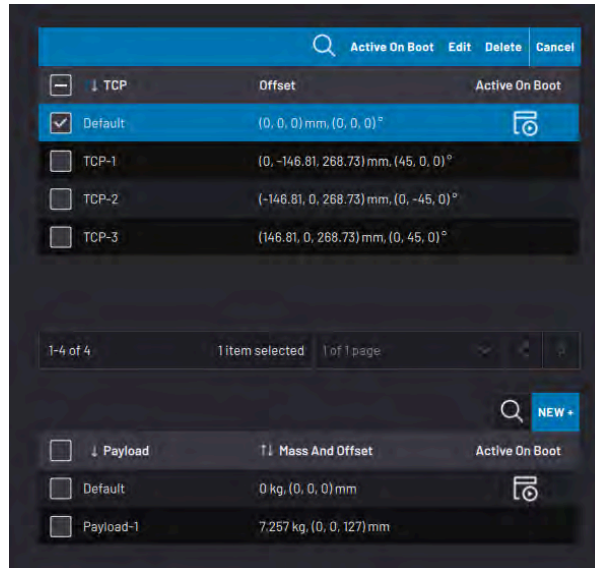 Active On Boot Edit Delete Cancel
↓ TCP Offset Active On Boot
Default (0, 0, 0) mm, (0, 0, 0) °
TCP-1 (0, -146.81, 268.73) mm, (45, 0, 0) °
TCP-2 (-146.81, 0, 268.73) mm, (0, -45, 0) °
TCP-3 (146.81, 0, 268.73) mm, (0, 45, 0) °
1-4 of 4 1 item selected 1 of 1 page
NEW +
↓ Payload ↑↓ Mass And Offset Active On Boot
Default 0 kg, (0, 0, 0) mm
Payload-1 7.257 kg, (0, 0, 127) mm